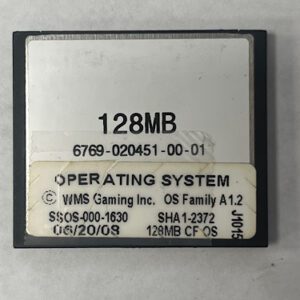 128MB
6769-020451-00-01
OPERATING SYSTEM
© WMS Gaming Inc. OS Family A1.2
SSOS-000-1630 SHA1-2372
06/20/08 128MB CF OS
J1015